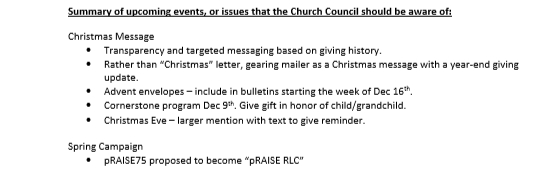 Summary of upcoming events, or issues that the Church Council should be aware of:
Christmas Message
• Transparency and targeted messaging based on giving history.
• Rather than “Christmas” letter, gearing mailer as a Christmas message with a year-end giving
update.
• Advent envelopes – include in bulletins starting the week of Dec 16th.
• Cornerstone program Dec 9th. Give gift in honor of child/grandchild.
• Christmas Eve – larger mention with text to give reminder.
Spring Campaign
• pRAISE75 proposed to become “pRAISE RLC”